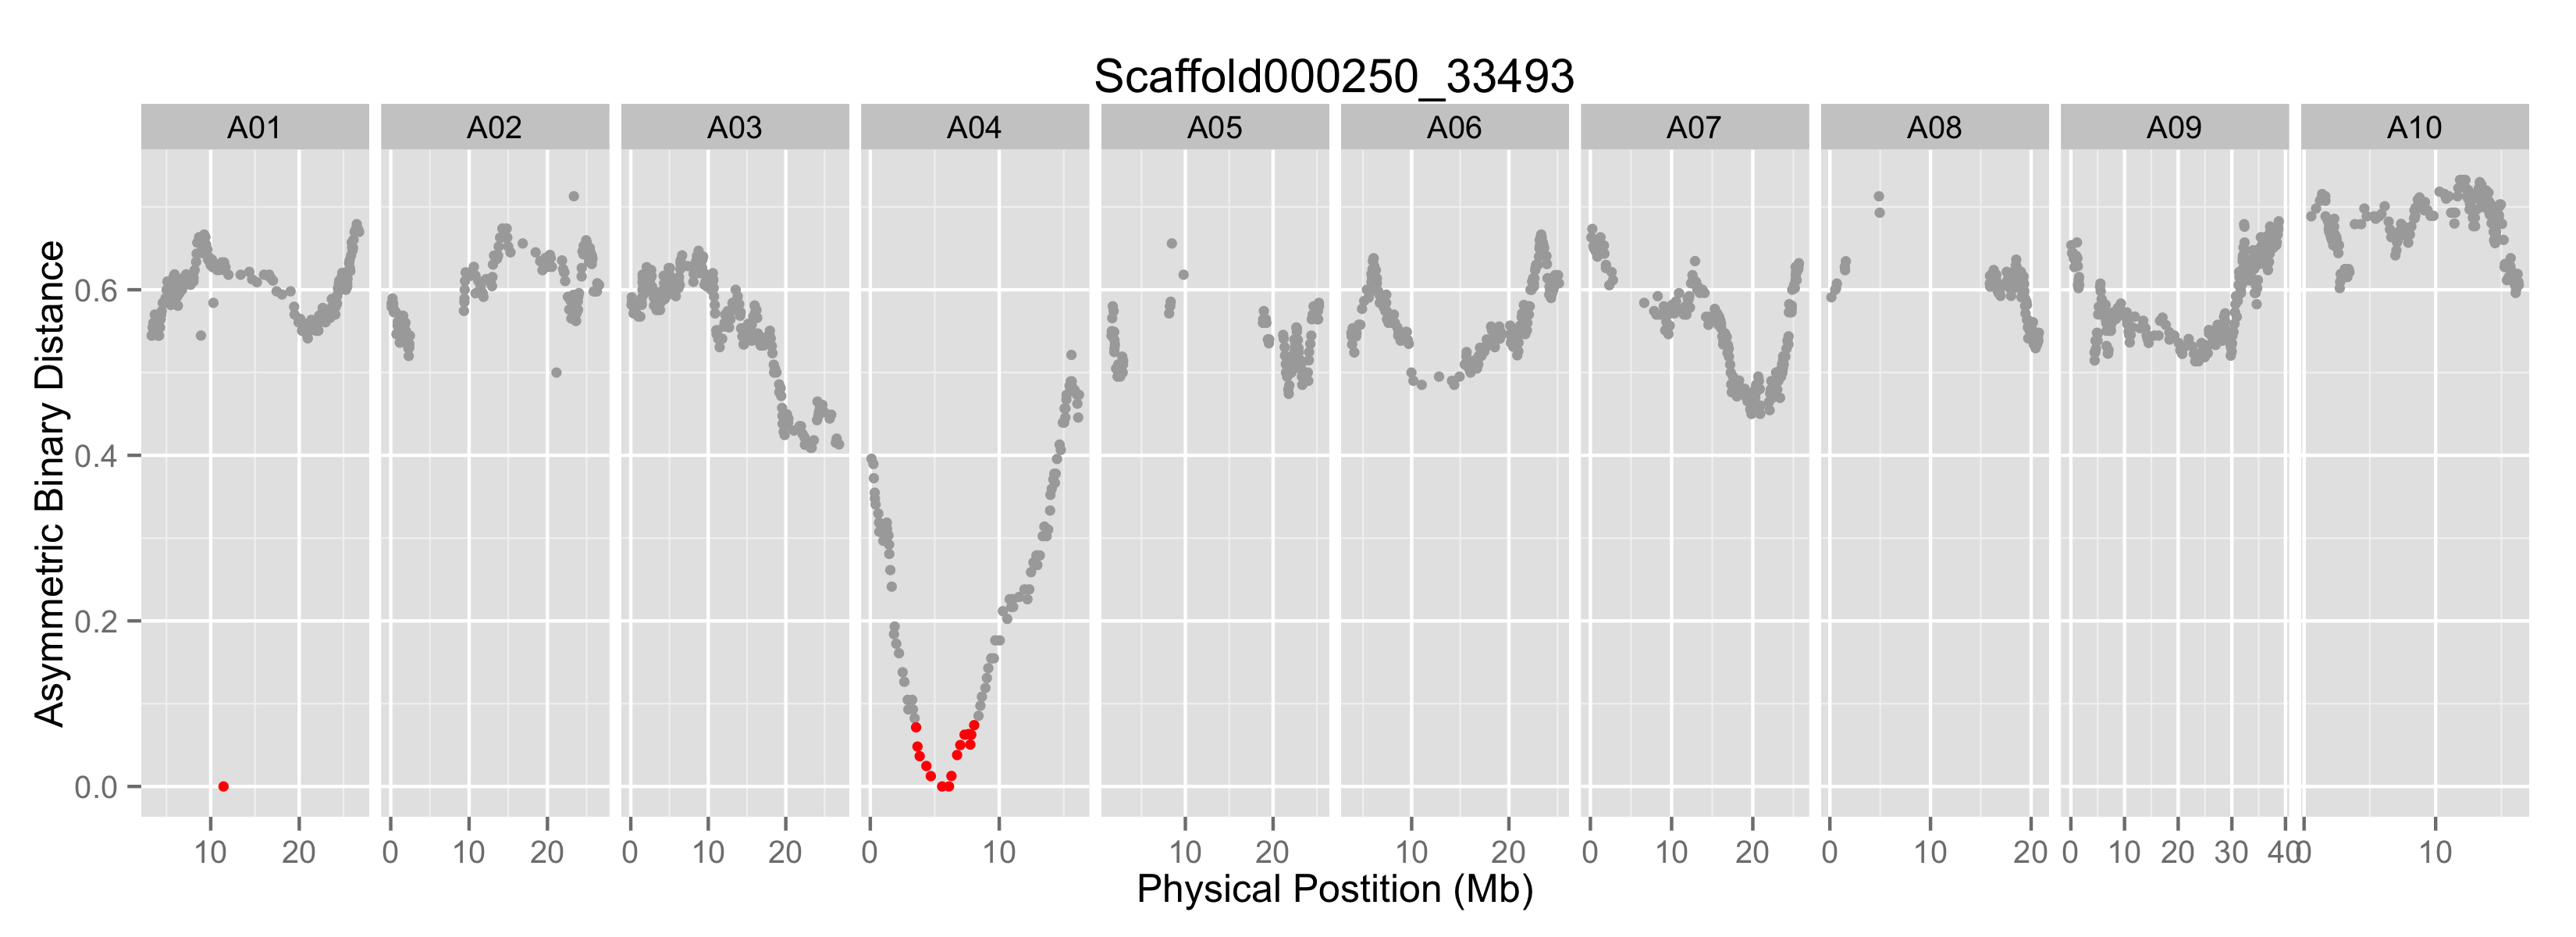 Scaffold000250_33493
A01 A02 A03 A04 A05 A06 A07 A08 A09 A10
Asymmetric Binary Distance
0.6
0.4
0.2
0.0
10 20 0 10 20 0 10 20 0 10 10 20 10 20 0 10 20 0 10 20 0 10 20 30 40 0 10
Physical Postition (Mb)